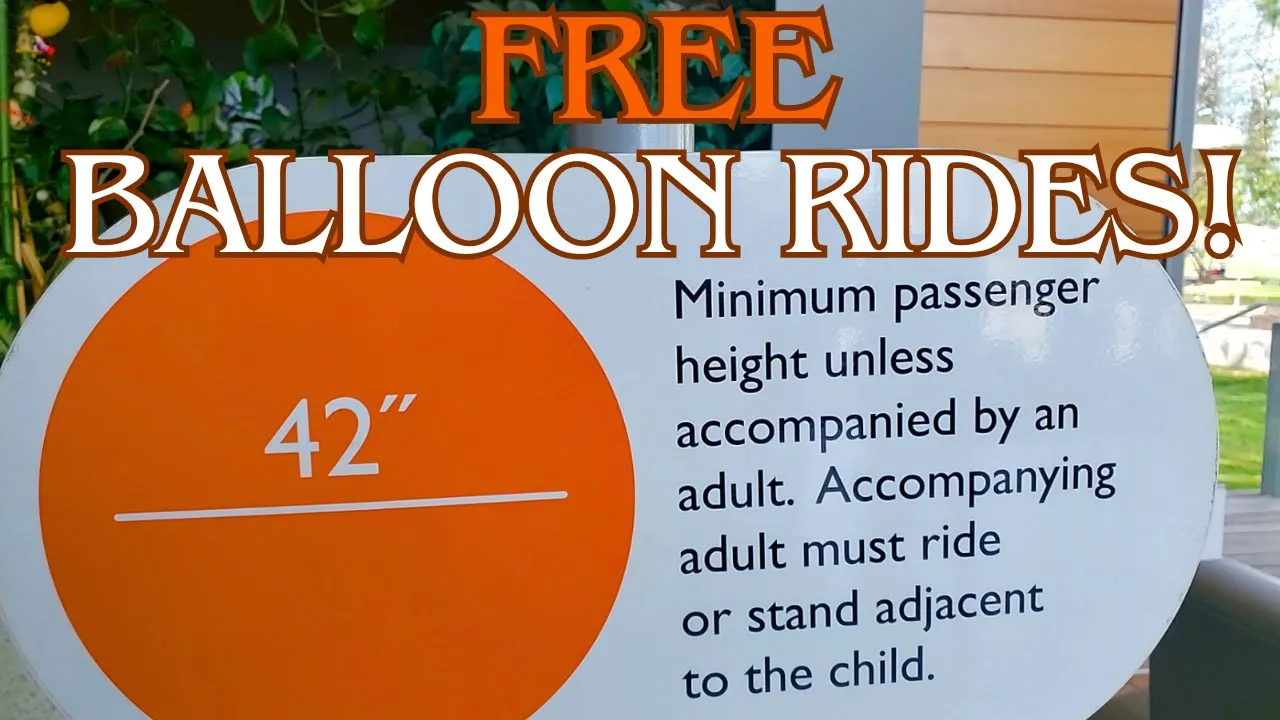 FREE
BALLOON RIDES!
42″
Minimum passenger
height unless
accompanied by an
adult. Accompanying
adult must ride
or stand adjacent
to the child.